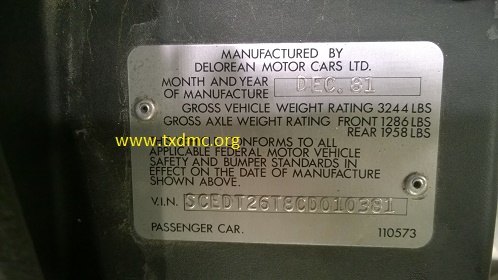 MANUFACTURED BY
DELOREAN MOTOR CARS LTD.
MONTH AND YEAR
OF MANUFACTURE DEC. 81
GROSS VEHICLE WEIGHT RATING 3244 LBS
GROSS AXLE WEIGHT RATING FRONT 1286 LBS
REAR 1958 LBS
www.txdmc.org
CONFORMS TO ALL
APPLICABLE FEDERAL MOTOR VEHICLE
SAFETY AND BUMPER STANDARDS IN
EFFECT ON THE DATE OF MANUFACTURE
SHOWN ABOVE.
V.I.N.
PASSENGER CAR. 110573